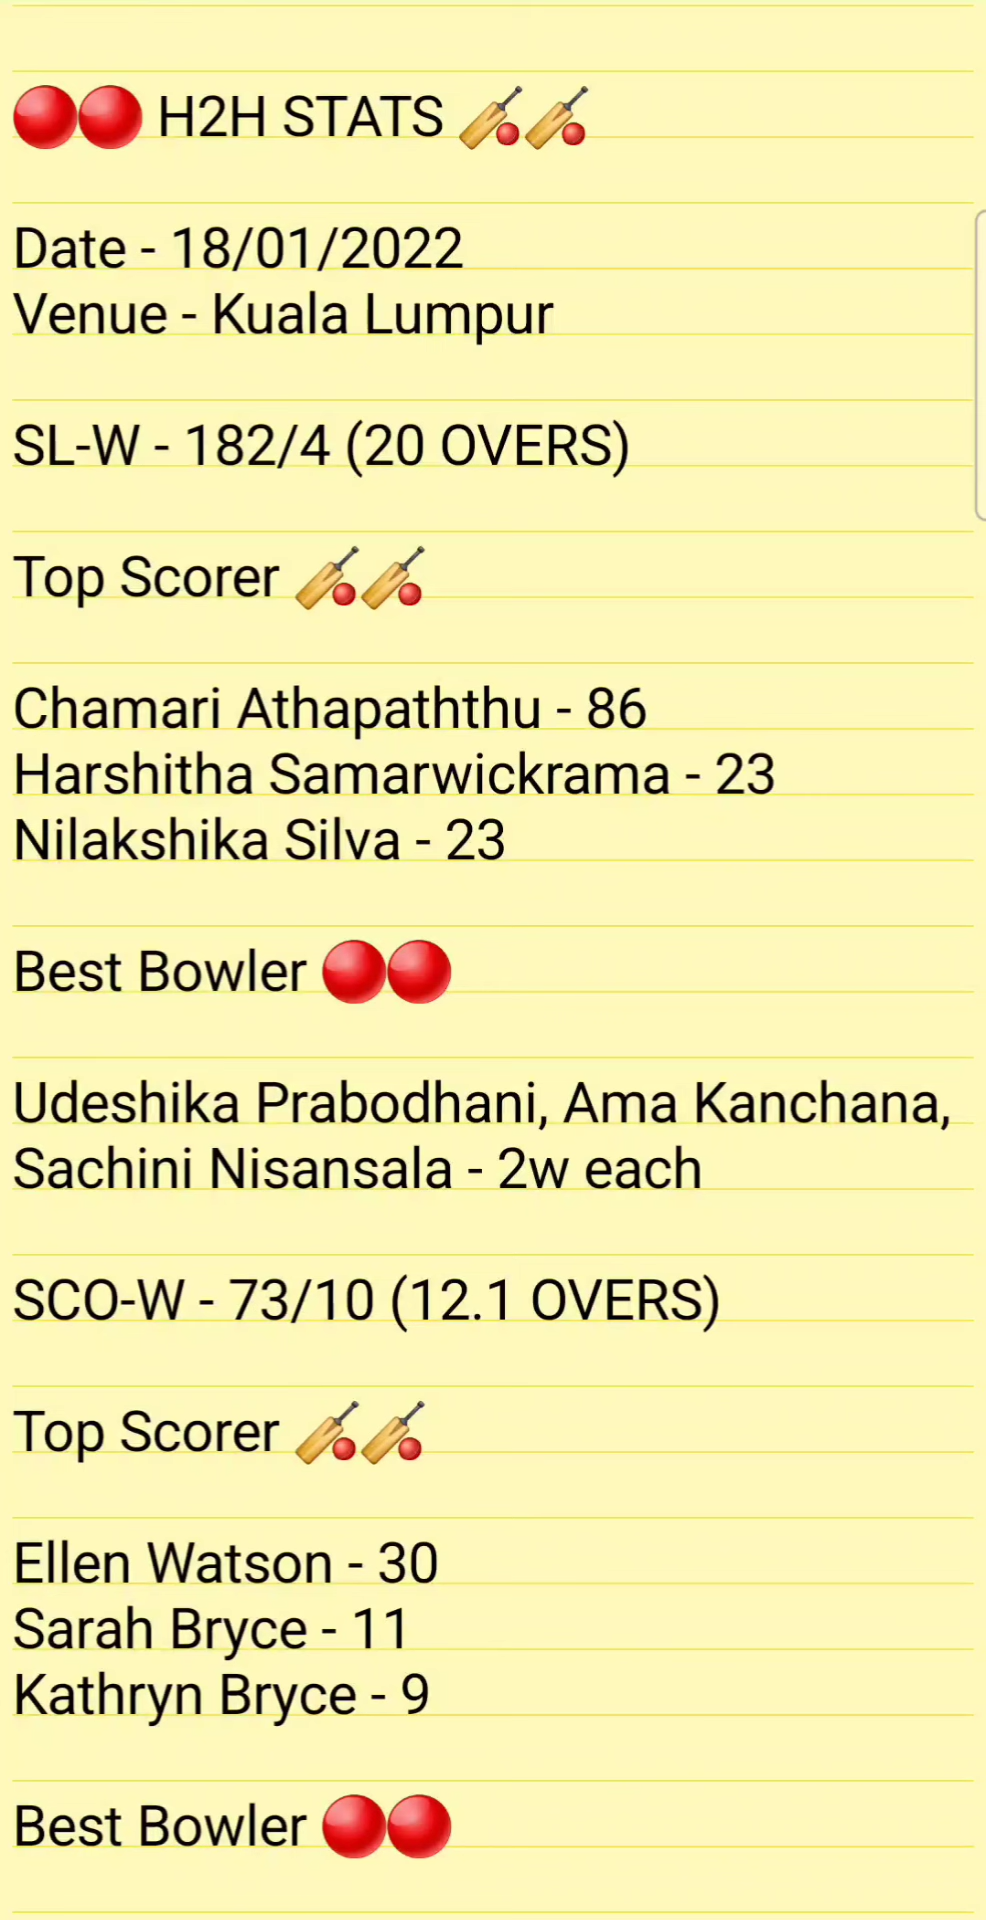 🔴🔴 H2H STATS 🏏🏏
Date - 18/01/2022
Venue - Kuala Lumpur
SL-W - 182/4 (20 OVERS)
Top Scorer 🏏🏏
Chamari Athapaththu - 86
Harshitha Samarwickrama - 23
Nilakshika Silva - 23
Best Bowler 🔴🔴
Udeshika Prabodhani, Ama Kanchana,
Sachini Nisansala - 2w each
SCO-W - 73/10 (12.1 OVERS)
Top Scorer 🏏🏏
Ellen Watson - 30
Sarah Bryce - 11
Kathryn Bryce - 9
Best Bowler 🔴🔴